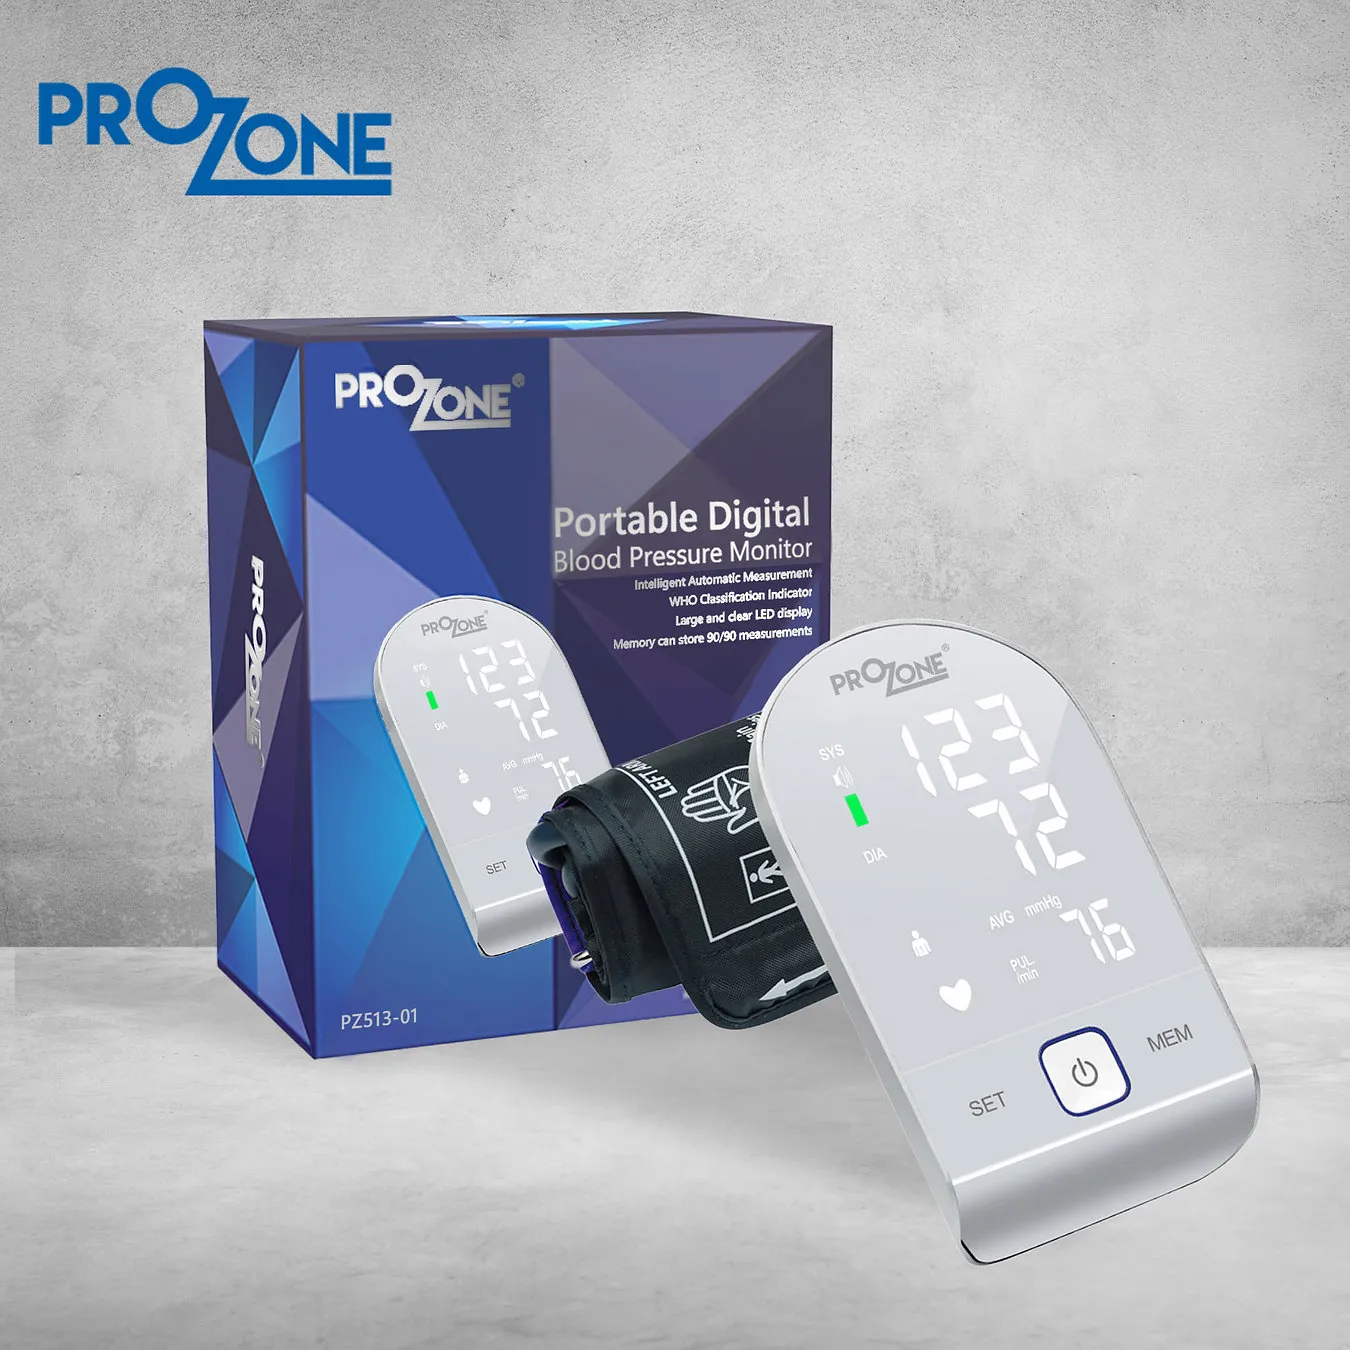 PROZONE
PROZONE®
Portable Digital
Blood Pressure Monitor
Intelligent Automatic Measurement
WHO Classification Indicator
Large and clear LED display
Memory can store 90/90 measurements
PROZONE®
PROZONE®
SYS
123
72
DIA
AVG mmHg
76
PUL
/min
SET
PZ513-01
LEFT
PROZONE®
SYS
123
72
DIA
AVG mmHg
76
PUL
/min
SET
MEM